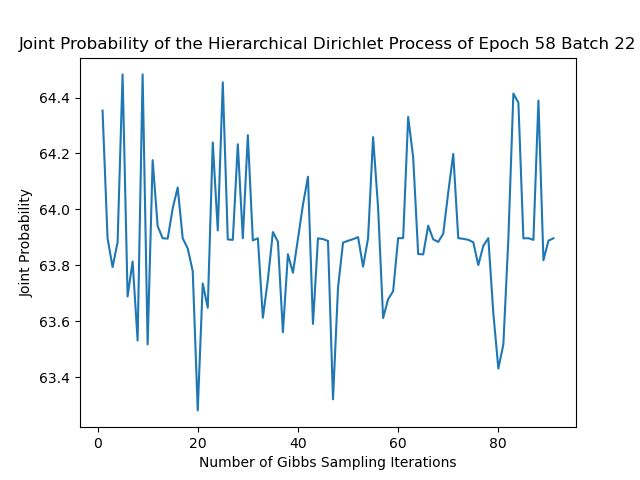 Joint Probability of the Hierarchical Dirichlet Process of Epoch 58 Batch 22
64.4
64.2
64.0
63.8
63.6
63.4
Joint Probability
0 20 40 60 80
Number of Gibbs Sampling Iterations